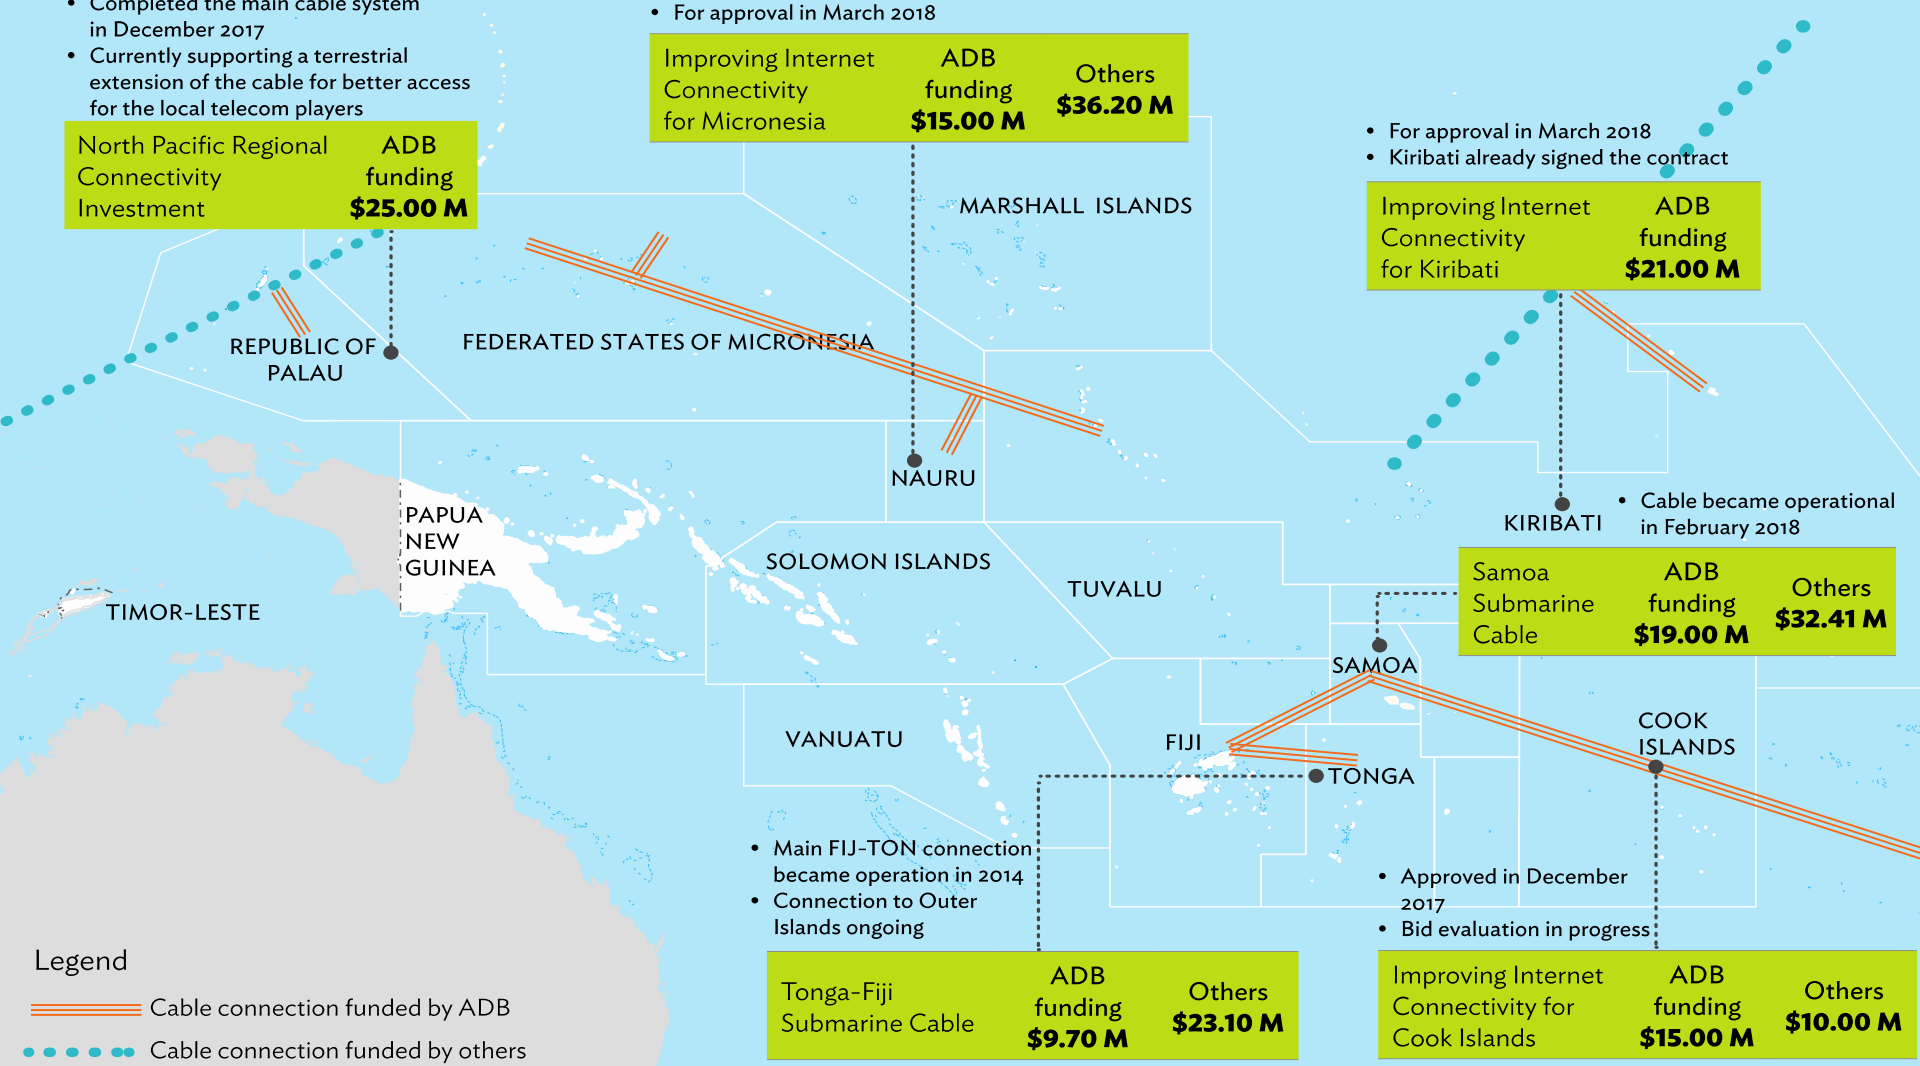 • Completed the main cable system
in December 2017
• Currently supporting a terrestrial
extension of the cable for better access
for the local telecom players
North Pacific Regional
Connectivity
Investment
ADB
funding
$25.00 M
• For approval in March 2018
Improving Internet
Connectivity
for Micronesia
ADB
funding
$15.00 M
Others
$36.20 M
• For approval in March 2018
• Kiribati already signed the contract
Improving Internet
Connectivity
for Kiribati
ADB
funding
$21.00 M
MARSHALL ISLANDS
REPUBLIC OF
PALAU
FEDERATED STATES OF MICRONESIA
NAURU
KIRIBATI
• Cable became operational
in February 2018
Samoa
Submarine
Cable
ADB
funding
$19.00 M
Others
$32.41 M
PAPUA
NEW
GUINEA
SOLOMON ISLANDS
TUVALU
TIMOR-LESTE
SAMOA
VANUATU
FIJI
TONGA
COOK
ISLANDS
• Main FIJ-TON connection
became operation in 2014
• Connection to Outer
Islands ongoing
Tonga-Fiji
Submarine Cable
ADB
funding
$9.70 M
Others
$23.10 M
• Approved in December
2017
• Bid evaluation in progress
Improving Internet
Connectivity for
Cook Islands
ADB
funding
$15.00 M
Others
$10.00 M
Legend
Cable connection funded by ADB
Cable connection funded by others